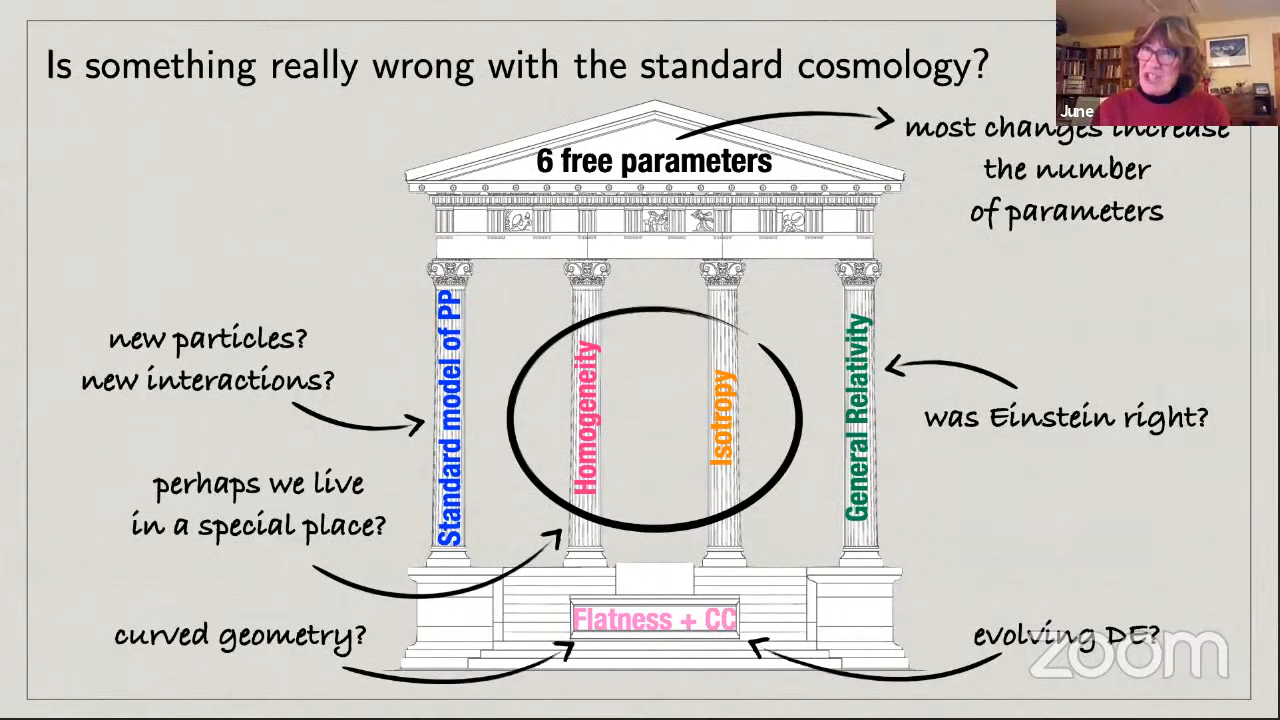 Is something really wrong with the standard cosmology?
June
most changes increase
the number
of parameters
6 free parameters
Standard model of PP
Homogeneity
Isotropy
General Relativity
new particles?
new interactions?
was Einstein right?
perhaps we live
in a special place?
Flatness + CC
curved geometry?
evolving DE?
zoom